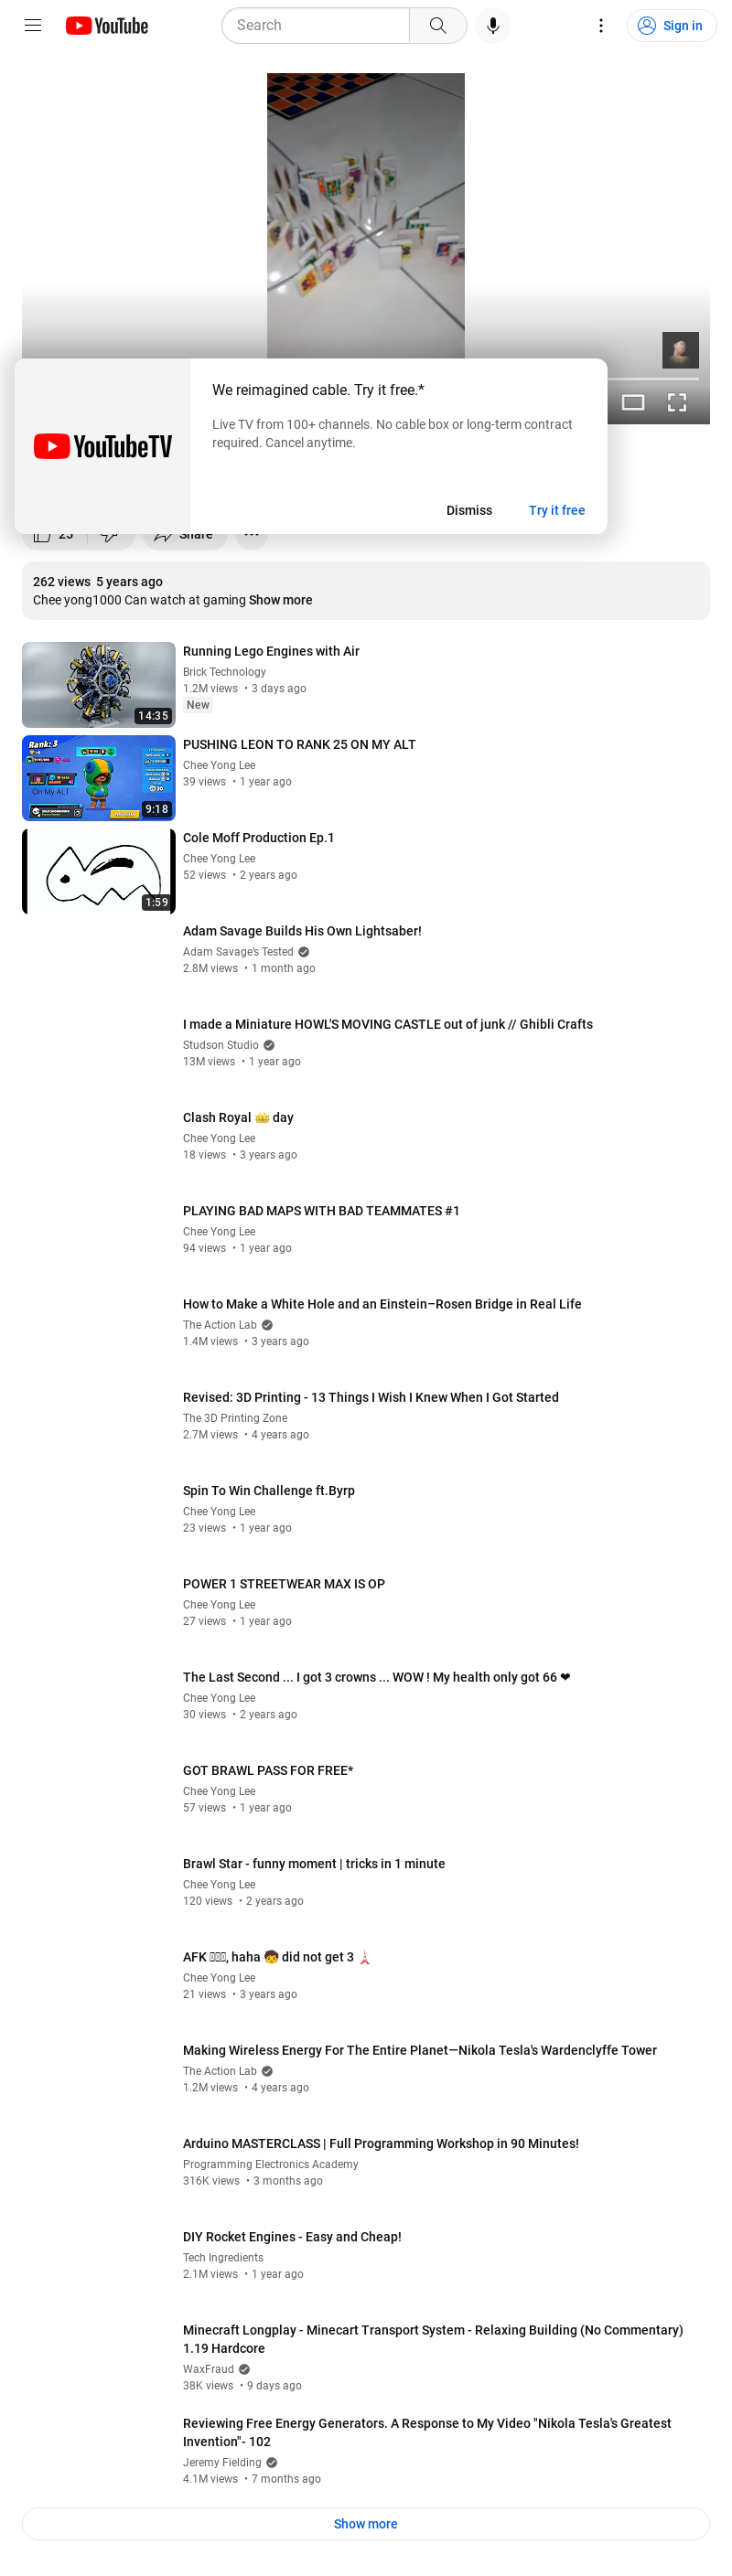 YouTube
Search
Sign in
We reimagined cable. Try it free.*
Live TV from 100+ channels. No cable box or long-term contract
required. Cancel anytime.
YouTubeTV
Dismiss
Try it free
25
Share
262 views 5 years ago
Chee yong1000 Can watch at gaming Show more
Running Lego Engines with Air
Brick Technology
1.2M views • 3 days ago
New
14:35
PUSHING LEON TO RANK 25 ON MY ALT
Chee Yong Lee
39 views • 1 year ago
Rank: 3
On My ALT
9:18
Cole Moff Production Ep.1
Chee Yong Lee
52 views • 2 years ago
1:59
Adam Savage Builds His Own Lightsaber!
Adam Savage's Tested
2.8M views • 1 month ago
I made a Miniature HOWL'S MOVING CASTLE out of junk // Ghibli Crafts
Studson Studio
13M views • 1 year ago
Clash Royal 👑 day
Chee Yong Lee
18 views • 3 years ago
PLAYING BAD MAPS WITH BAD TEAMMATES #1
Chee Yong Lee
94 views • 1 year ago
How to Make a White Hole and an Einstein–Rosen Bridge in Real Life
The Action Lab
1.4M views • 3 years ago
Revised: 3D Printing - 13 Things I Wish I Knew When I Got Started
The 3D Printing Zone
2.7M views • 4 years ago
Spin To Win Challenge ft.Byrp
Chee Yong Lee
23 views • 1 year ago
POWER 1 STREETWEAR MAX IS OP
Chee Yong Lee
27 views • 1 year ago
The Last Second ... I got 3 crowns ... WOW ! My health only got 66 ❤
Chee Yong Lee
30 views • 2 years ago
GOT BRAWL PASS FOR FREE*
Chee Yong Lee
57 views • 1 year ago
Brawl Star - funny moment | tricks in 1 minute
Chee Yong Lee
120 views • 2 years ago
AFK , haha 🧒 did not get 3 🗼
Chee Yong Lee
21 views • 3 years ago
Making Wireless Energy For The Entire Planet—Nikola Tesla's Wardenclyffe Tower
The Action Lab
1.2M views • 4 years ago
Arduino MASTERCLASS | Full Programming Workshop in 90 Minutes!
Programming Electronics Academy
316K views • 3 months ago
DIY Rocket Engines - Easy and Cheap!
Tech Ingredients
2.1M views • 1 year ago
Minecraft Longplay - Minecart Transport System - Relaxing Building (No Commentary)
1.19 Hardcore
WaxFraud
38K views • 9 days ago
Reviewing Free Energy Generators. A Response to My Video "Nikola Tesla's Greatest
Invention"- 102
Jeremy Fielding
4.1M views • 7 months ago
Show more